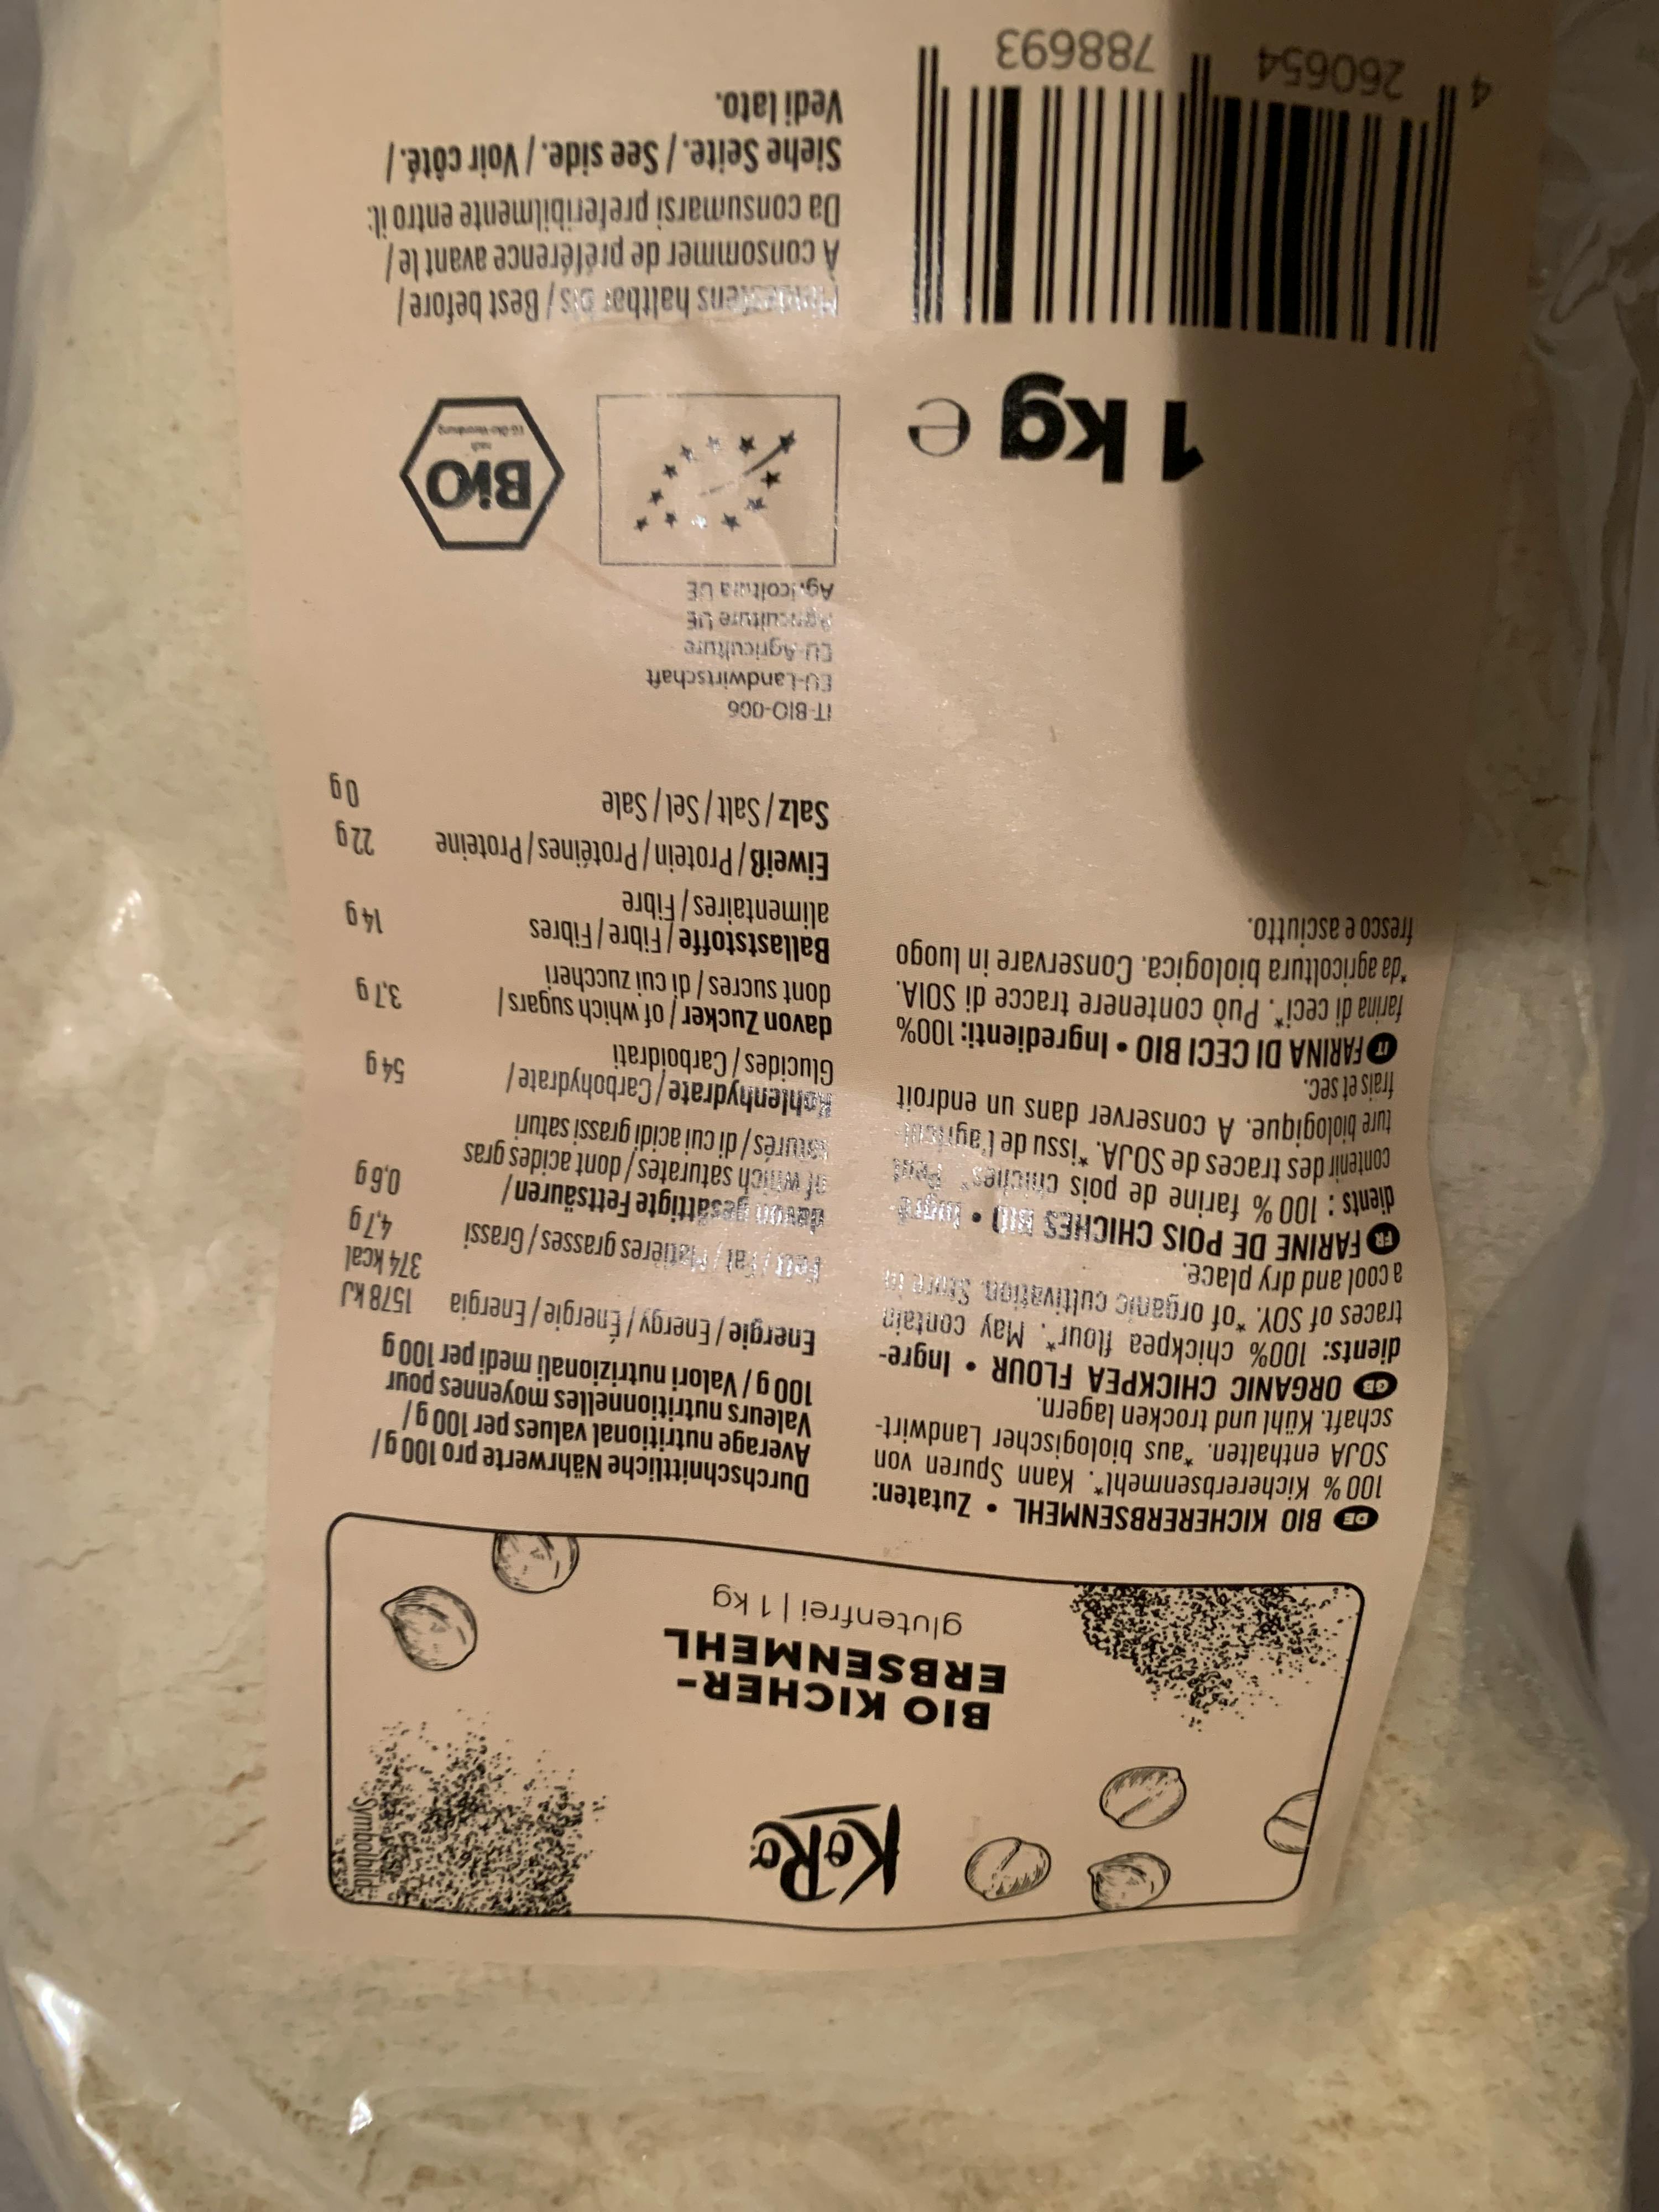 KoRo
Symbolbild
BIO KICHER-
ERBSENMEHL
glutenfrei | 1 kg
DE BIO KICHERERBSENMEHL • Zutaten:
100 % Kichererbsenmehl*. Kann Spuren von
SOJA enthalten. *aus biologischer Landwirt-
schaft. Kühl und trocken lagern.
GB ORGANIC CHICKPEA FLOUR • Ingre-
dients: 100% chickpea flour*. May contain
traces of SOY. *of organic cultivation. Store in
a cool and dry place.
FR FARINE DE POIS CHICHES BIO • Ingré-
dients : 100 % farine de pois chiches*. Peut
contenir des traces de SOJA. *issu de l'agricul-
ture biologique. A conserver dans un endroit
frais et sec.
IT FARINA DI CECI BIO • Ingredienti: 100%
farina di ceci*. Può contenere tracce di SOIA.
*da agricoltura biologica. Conservare in luogo
fresco e asciutto.
Durchschnittliche Nährwerte pro 100 g /
Average nutritional values per 100 g /
Valeurs nutritionnelles moyennes pour
100 g / Valori nutrizionali medi per 100 g
Energie / Energy / Énergie / Energia 1578 kJ
374 kcal
Fett / Fat / Matières grasses / Grassi 4,7 g
davon gesättigte Fettsäuren /
of which saturates / dont acides gras 0,6 g
saturés / di cui acidi grassi saturi
Kohlenhydrate / Carbohydrate /
Glucides / Carboidrati 54 g
davon Zucker / of which sugars /
dont sucres / di cui zuccheri 3,7 g
Ballaststoffe / Fibre / Fibres
alimentaires / Fibre 14 g
Eiweiß / Protein / Protéines / Proteine 22 g
Salz / Salt / Sel / Sale 0 g
IT-BIO-006
EU-Landwirtschaft
EU-Agriculture
Agriculture UE
Agricoltura UE
BiO
nach
EG-Öko-Verordnung
1 kg e
Mindestens haltbar bis / Best before /
À consommer de préférence avant le /
Da consumarsi preferibilmente entro il:
Siehe Seite. / See side. / Voir côté. /
Vedi lato.
4 260654 788693